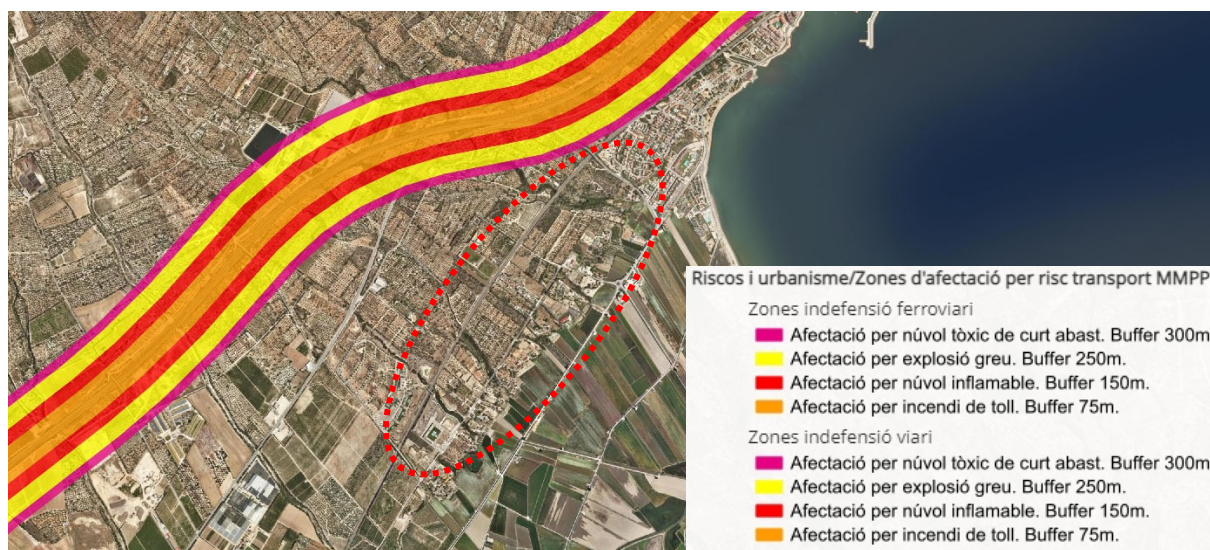 Riscos i urbanisme/Zones d'afectació per risc transport MMPP
Zones indefensió ferroviari
Afectació per núvol tòxic de curt abast. Buffer 300m
Afectació per explosió greu. Buffer 250m.
Afectació per núvol inflamable. Buffer 150m.
Afectació per incendi de toll. Buffer 75m.
Zones indefensió viari
Afectació per núvol tòxic de curt abast. Buffer 300m
Afectació per explosió greu. Buffer 250m.
Afectació per núvol inflamable. Buffer 150m.
Afectació per incendi de toll. Buffer 75m.